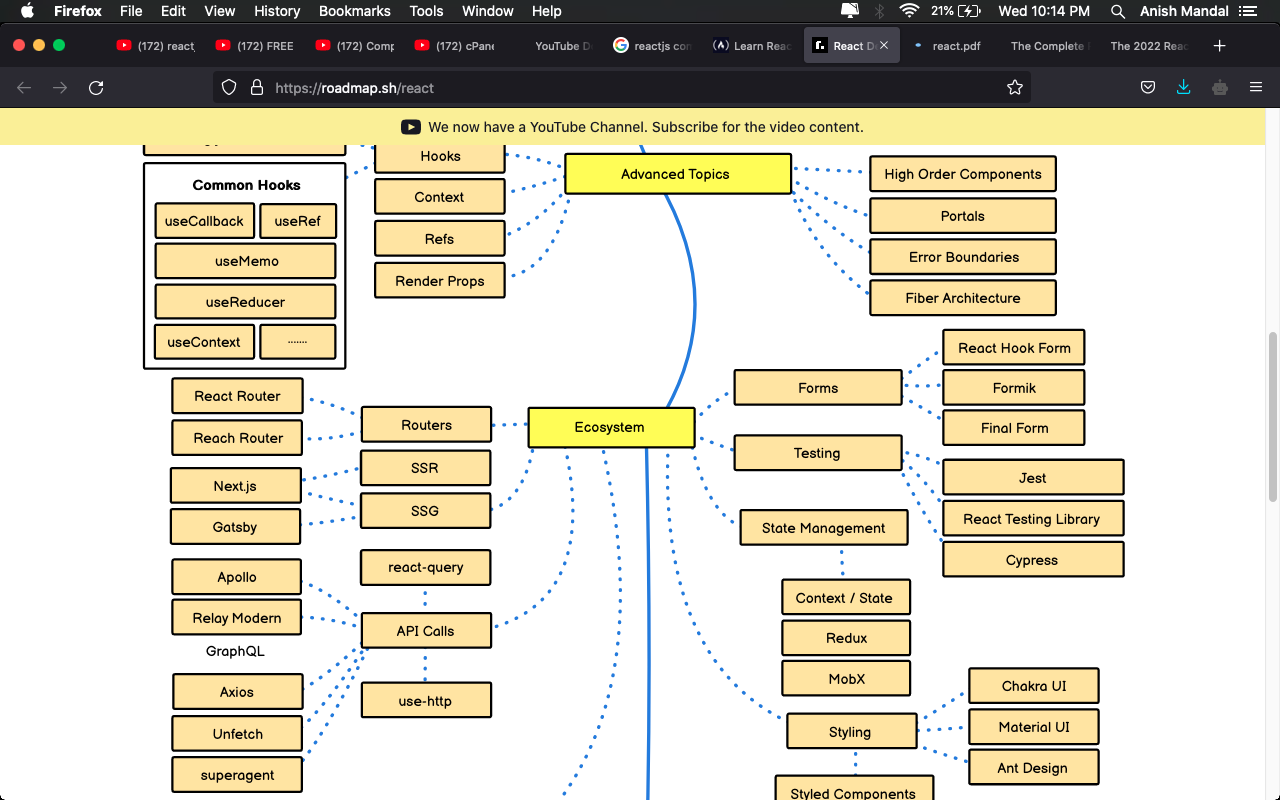 Firefox File Edit View History Bookmarks Tools Window Help 21% Wed 10:14 PM Anish Mandal
(172) react (172) FREE (172) Comp (172) cPane YouTube D reactjs con Learn Reac React D react.pdf The Complete The 2022 Reac
https://roadmap.sh/react
We now have a YouTube Channel. Subscribe for the video content.
Hooks
Context
Refs
Render Props
Advanced Topics
High Order Components
Portals
Error Boundaries
Fiber Architecture
Common Hooks
useCallback useRef
useMemo
useReducer
useContext .......
React Router
Reach Router
Next.js
Gatsby
Apollo
Relay Modern
GraphQL
Axios
Unfetch
superagent
Routers
SSR
SSG
react-query
API Calls
use-http
Ecosystem
Forms
React Hook Form
Formik
Final Form
Testing
Jest
React Testing Library
Cypress
State Management
Context / State
Redux
MobX
Styling
Chakra UI
Material UI
Ant Design
Styled Components